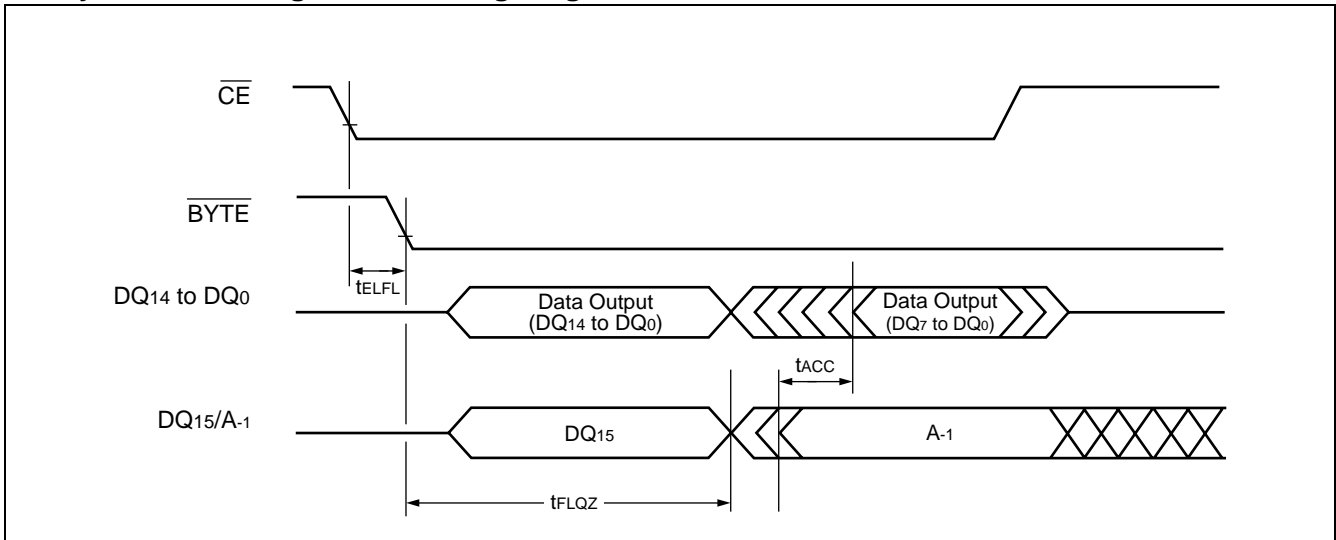 CE
BYTE
tELFL
DQ14 to DQ0
Data Output
(DQ14 to DQ0)
Data Output
(DQ7 to DQ0)
tACC
DQ15/A-1
DQ15
A-1
tFLQZ